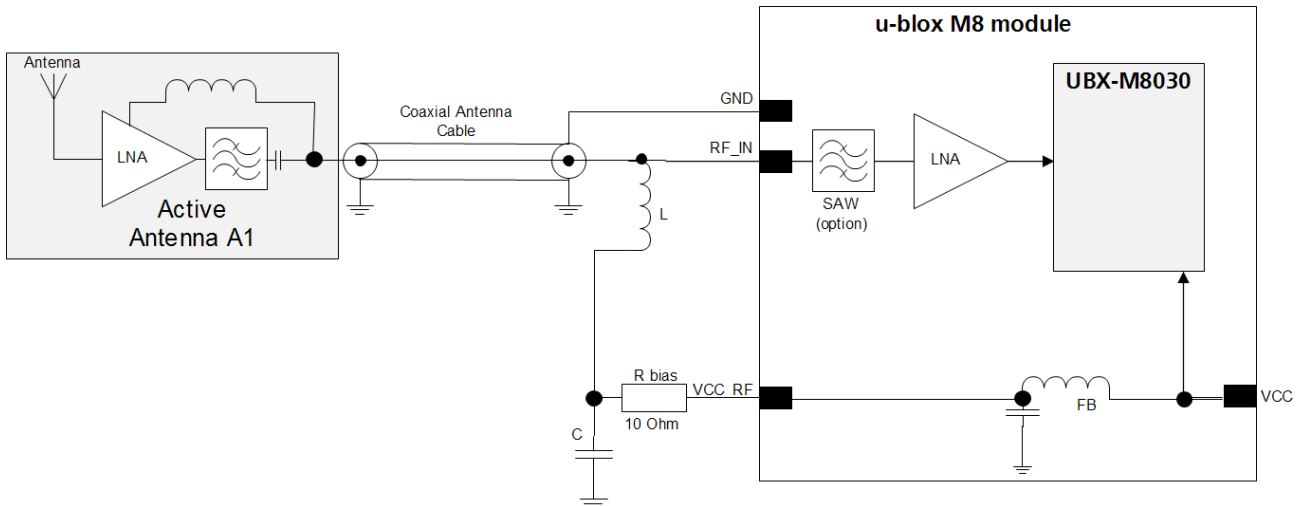 u-blox M8 module
Antenna
UBX-M8030
GND
Coaxial Antenna
Cable
RF_IN
LNA
LNA
Active
Antenna A1
SAW
(option)
L
R bias
VCC_RF
10 Ohm
FB
VCC
C